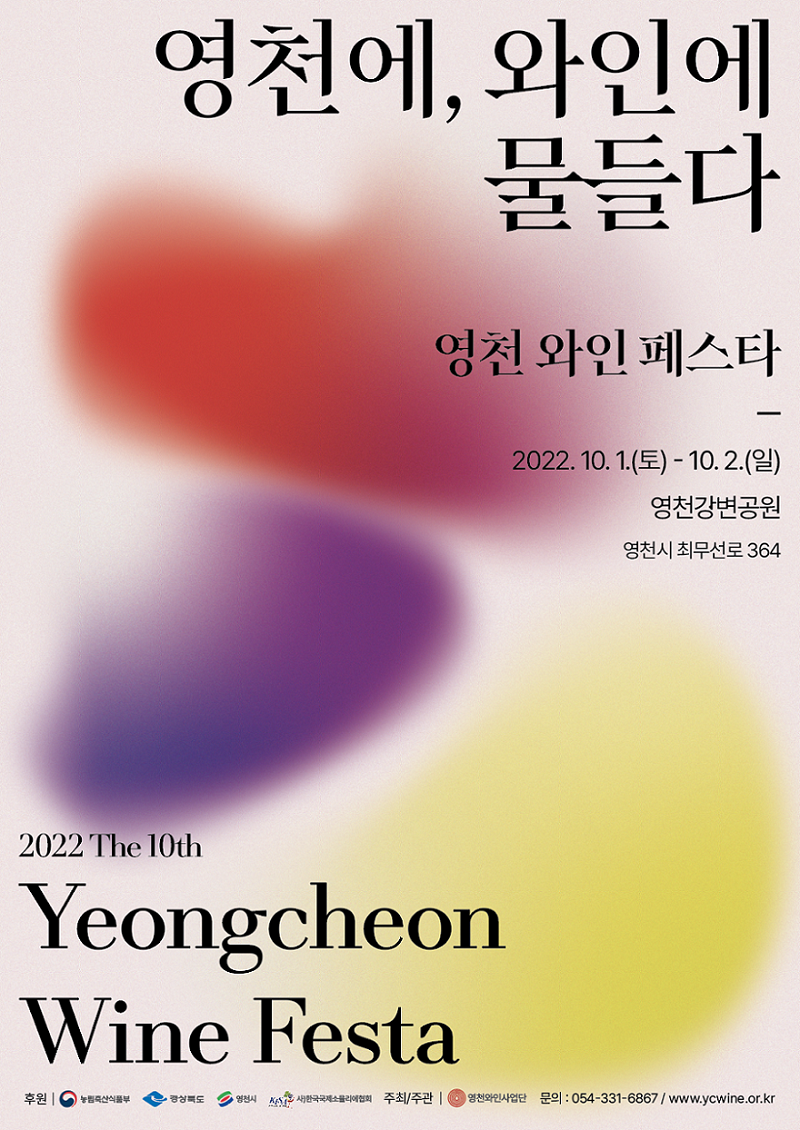 영천에, 와인에
물들다
영천 와인 페스타
2022. 10. 1.(토) - 10. 2.(일)
영천강변공원
영천시 최무선로 364
2022 The 10th
Yeongcheon
Wine Festa
후원 | 농림축산식품부 경상북도 영천시 사)한국국제소믈리에협회 주최/주관 | 영천와인사업단 문의 : 054-331-6867 / www.ycwine.or.kr